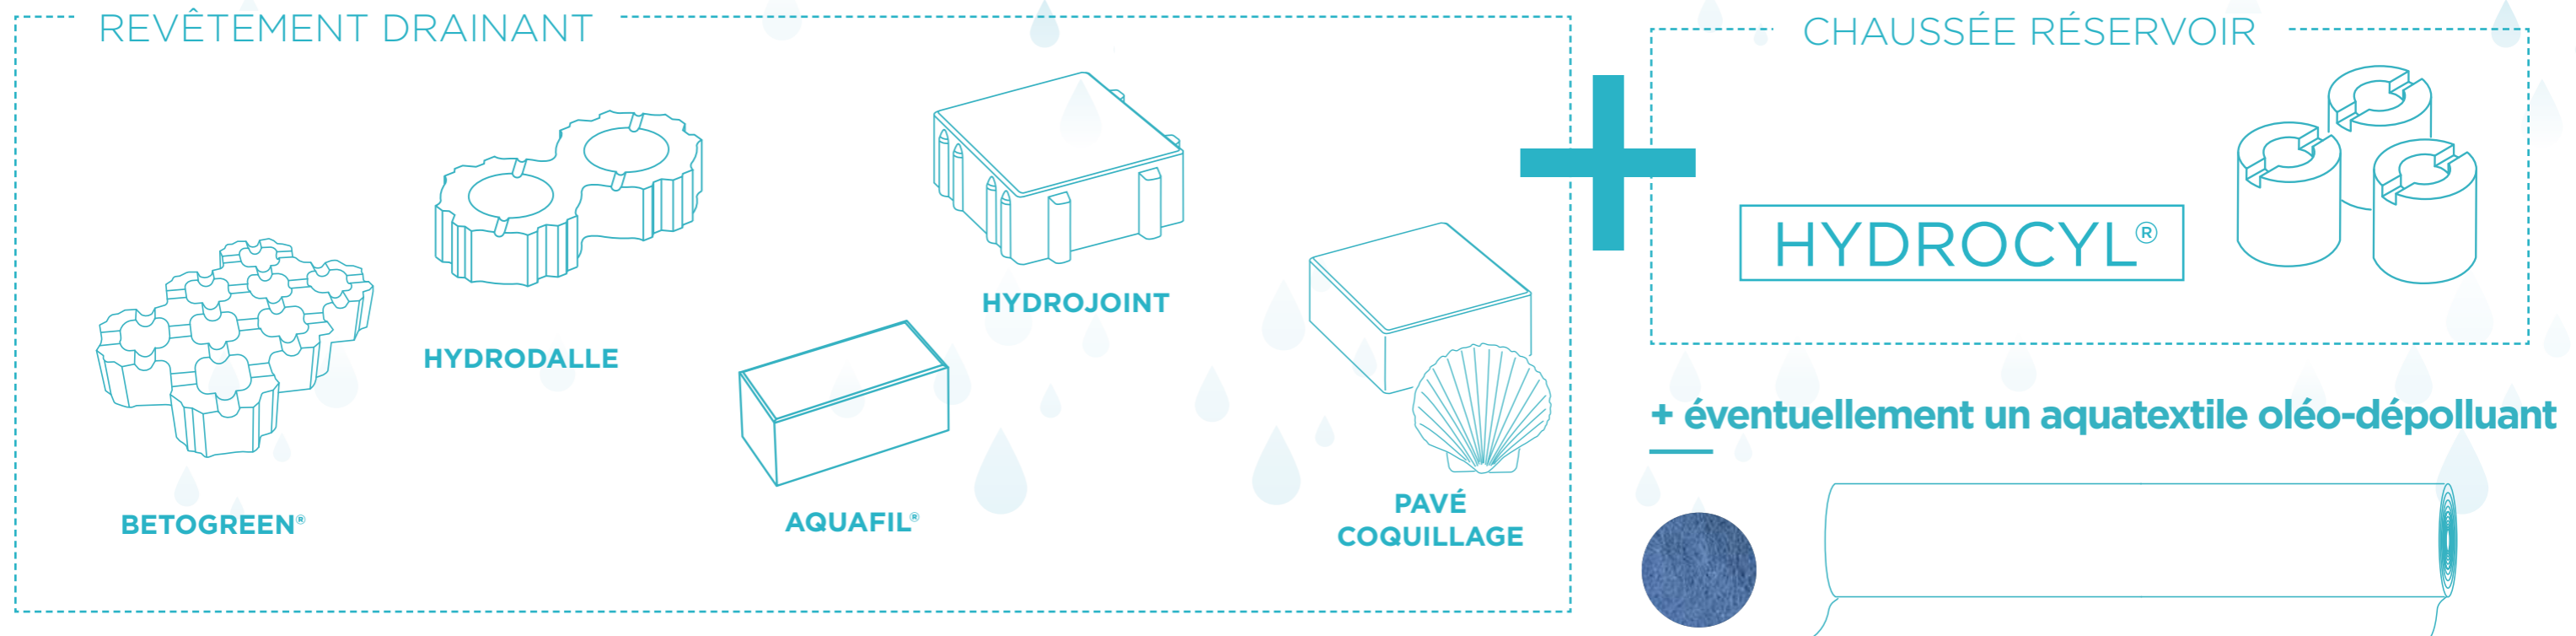 REVÊTEMENT DRAINANT
BETOGREEN®
HYDRODALLE
AQUAFIL®
HYDROJOINT
PAVÉ
COQUILLAGE
CHAUSSÉE RÉSERVOIR
HYDROCYL®
+ éventuellement un aquatextile oléo-dépolluant